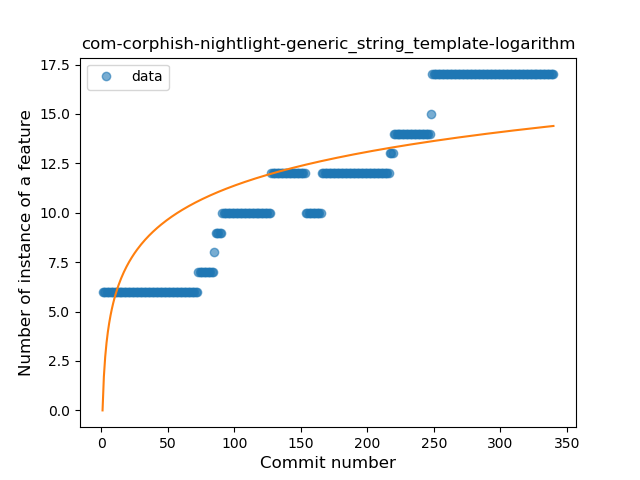 com-corphish-nightlight-generic_string_template-logarithm
data
Number of instance of a feature
17.5
15.0
12.5
10.0
7.5
5.0
2.5
0.0
0 50 100 150 200 250 300 350
Commit number